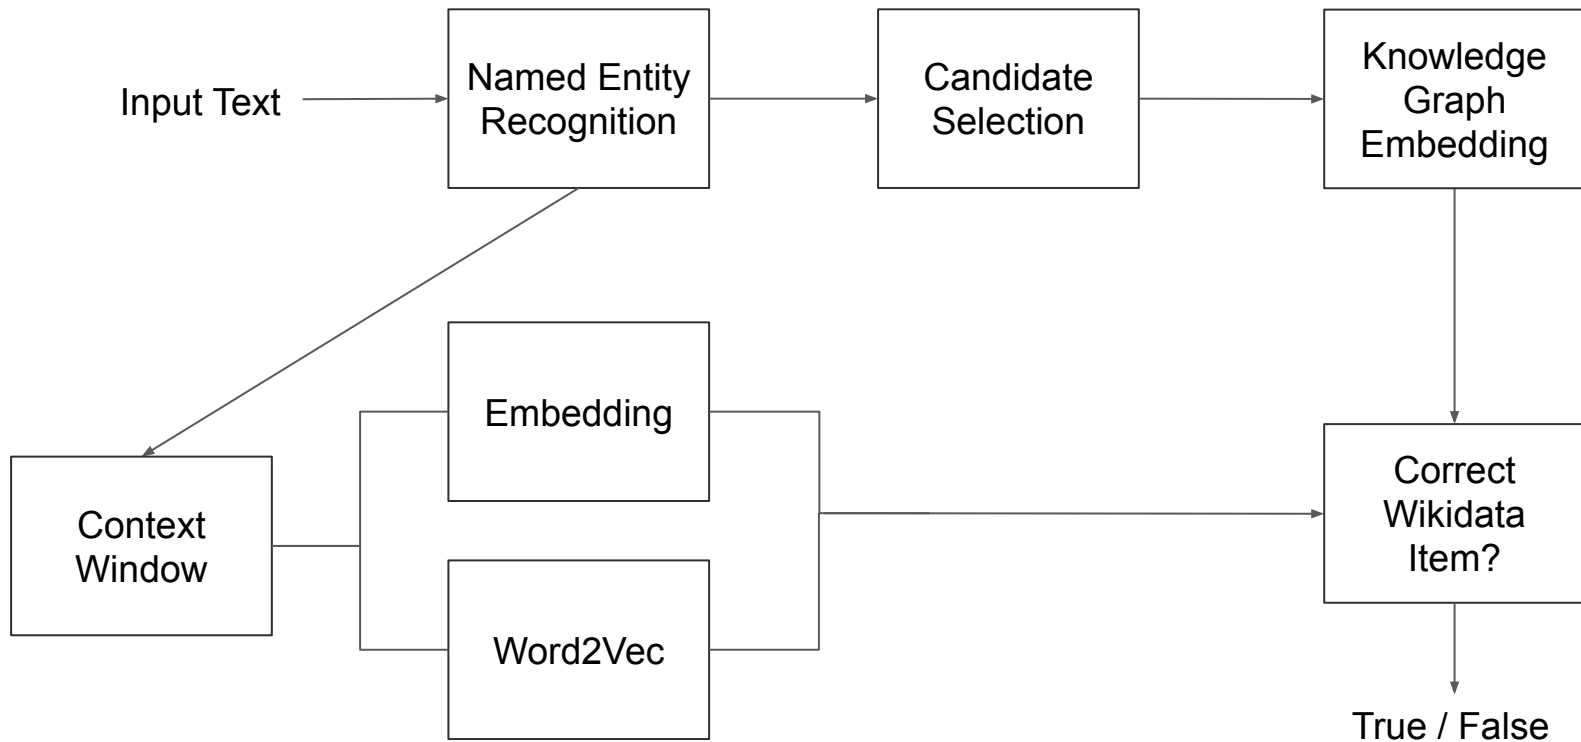 Input Text
Named Entity
Recognition
Candidate
Selection
Knowledge
Graph
Embedding
Embedding
Context
Window
Word2Vec
Correct
Wikidata
Item?
True / False